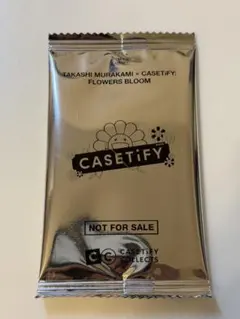 TAKASHI MURAKAMI × CASETiFY:
FLOWERS BLOOM
CASETiFY
NOT FOR SALE
CASETiFY
COLLECTS